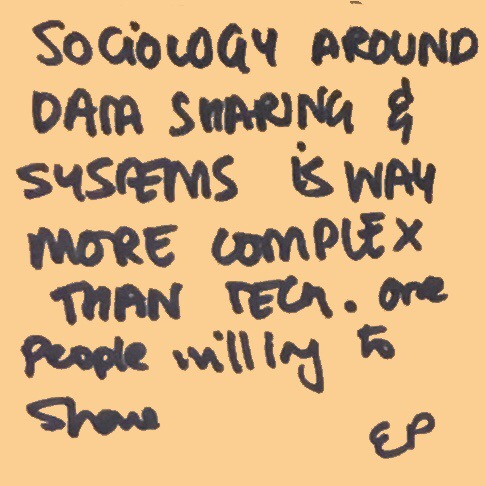 SOCIOLOGY AROUND
DATA SHARING &
SYSTEMS is WAY
MORE COMPLEX
THAN TECH. are
people willing to
share
EP